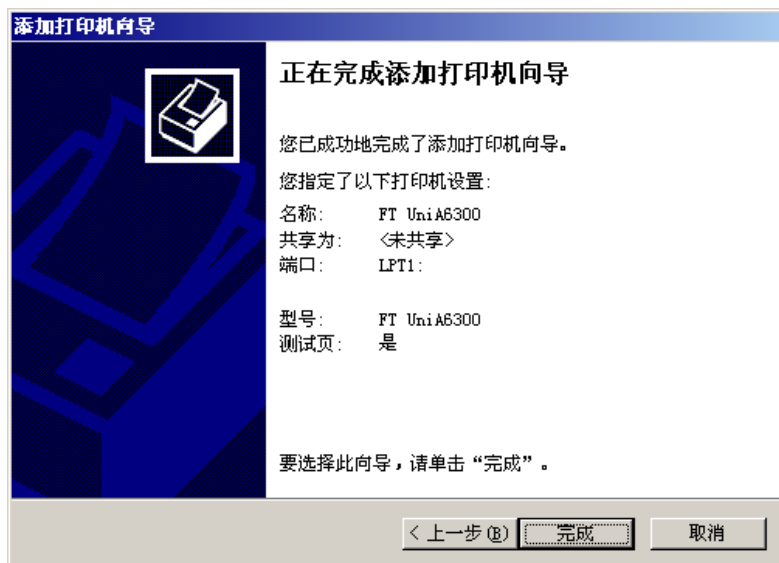 添加打印机向导
正在完成添加打印机向导
您已成功地完成了添加打印机向导。
您指定了以下打印机设置:
名称: FT UniA6300
共享为: <未共享>
端口: LPT1:
型号: FT UniA6300
测试页: 是
要选择此向导，请单击“完成”。
< 上一步(B) 完成 取消